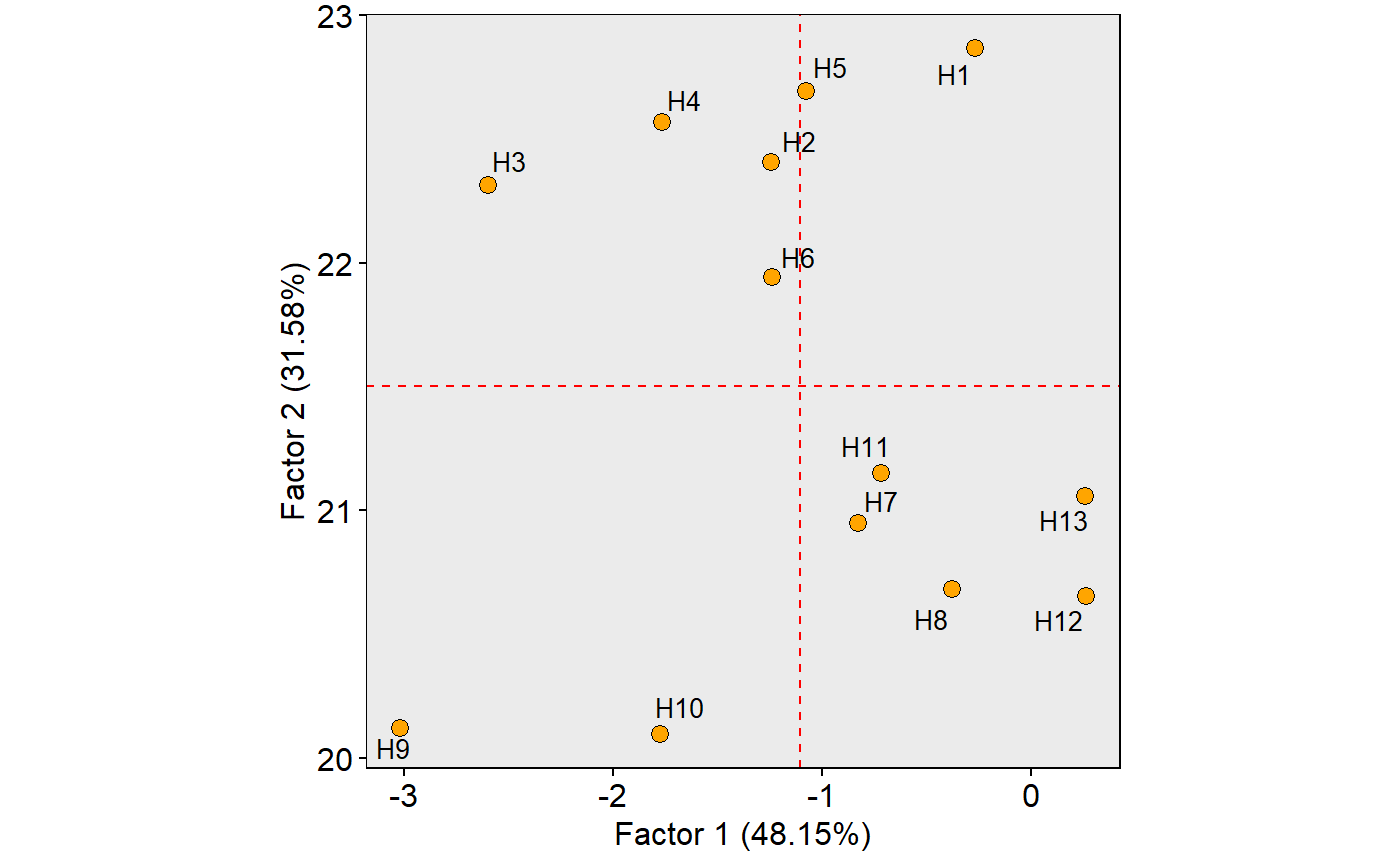 23
H5
H1
H4
H2
H3
22
H6
Factor 2 (31.58%)
H11
21
H7
H13
H8
H12
H10
H9
20
-3
-2
-1
0
Factor 1 (48.15%)